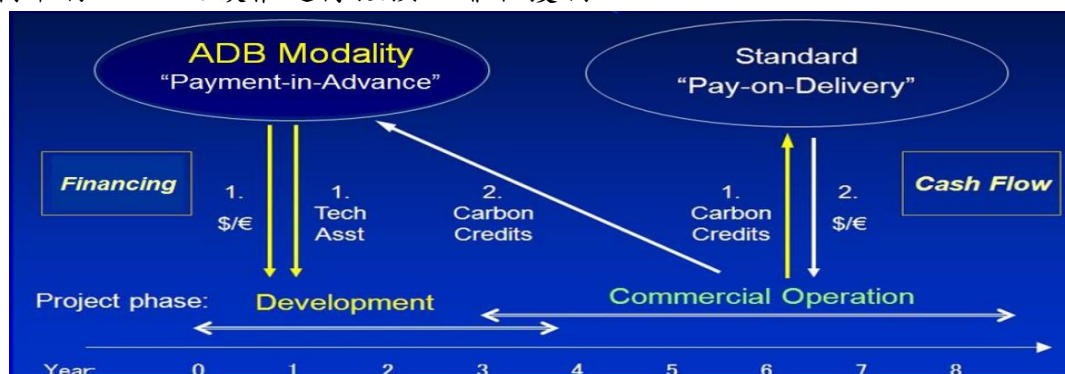 ADB Modality
“Payment-in-Advance”
Standard
“Pay-on-Delivery”
Financing
1.
$/€
1.
Tech
Asst
2.
Carbon
Credits
1.
Carbon
Credits
2.
$/€
Cash Flow
Project phase:
Development
Commercial Operation
Year: 0 1 2 3 4 5 6 7 8